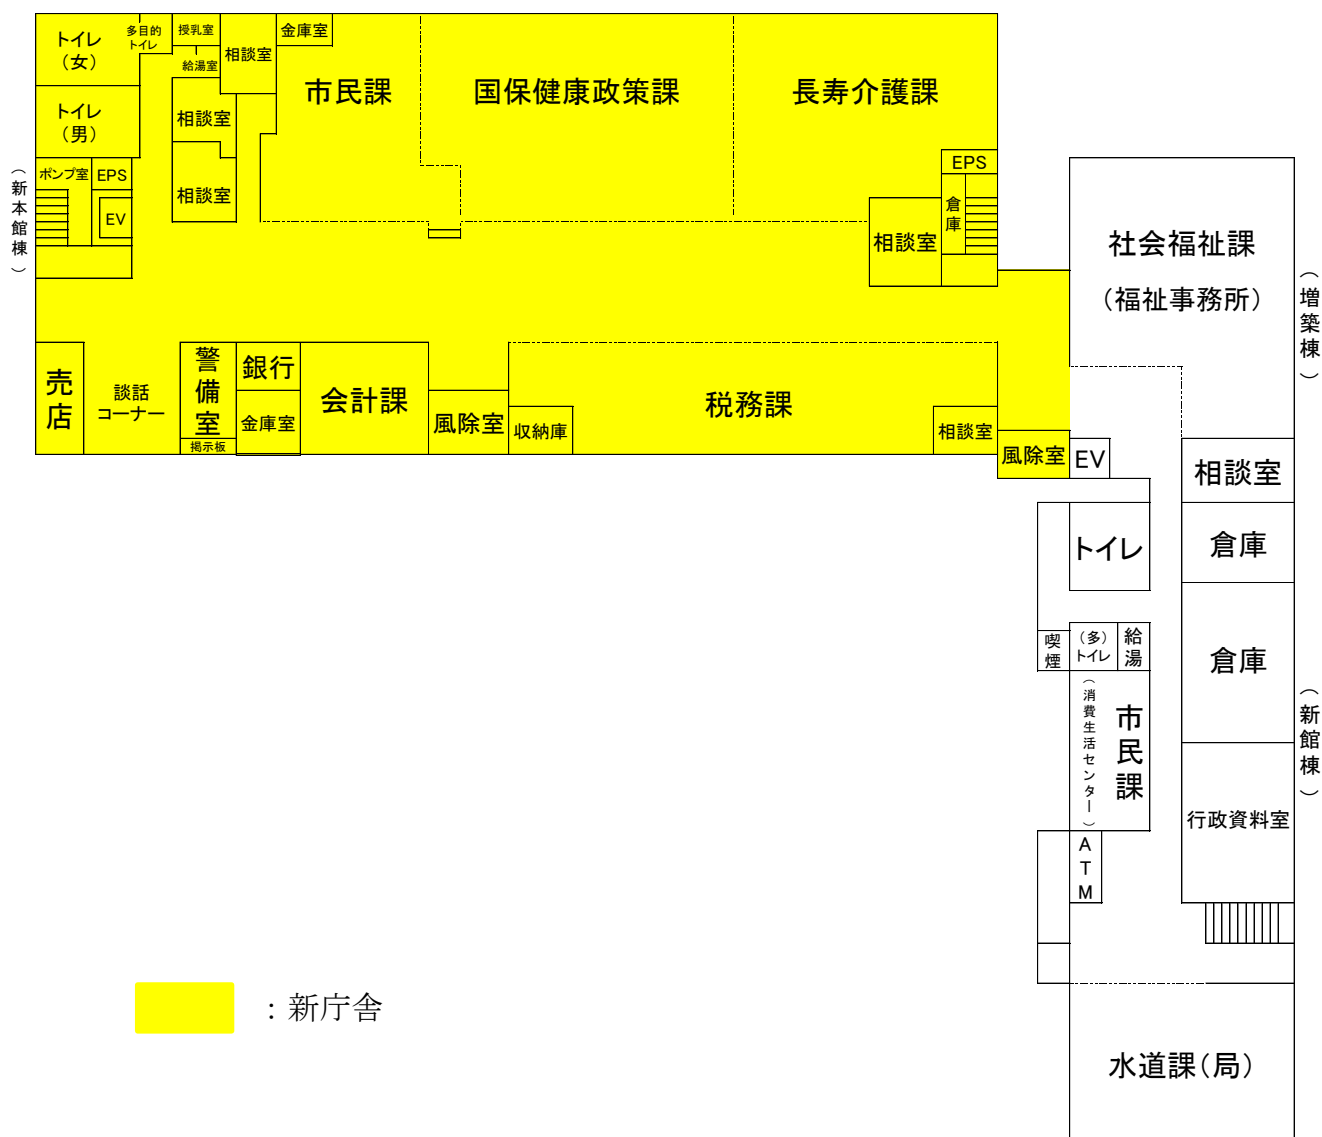 トイレ
（女）
多目的
トイレ
授乳室
給湯室
相談室
金庫室
市民課
国保健康政策課
長寿介護課
トイレ
（男）
相談室
相談室
ポンプ室
EPS
EV
（新本館棟）
EPS
倉庫
相談室
社会福祉課
（福祉事務所）
（増築棟）
売店
談話
コーナー
警備室
掲示板
銀行
金庫室
会計課
風除室
収納庫
税務課
相談室
風除室
EV
相談室
トイレ
倉庫
喫煙
（多）
トイレ
給湯
倉庫
（消費生活センター）
市民課
（新館棟）
行政資料室
ATM
：新庁舎
水道課（局）